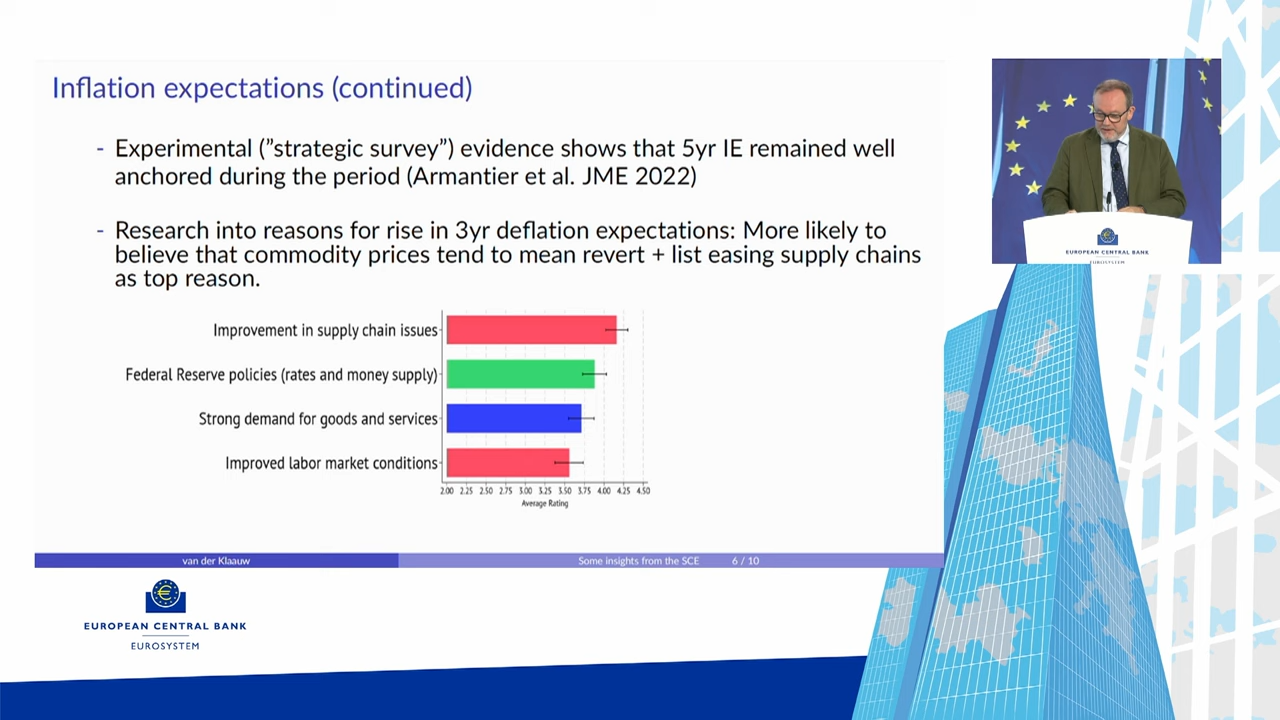 Inflation expectations (continued)
- Experimental (”strategic survey”) evidence shows that 5yr IE remained well
anchored during the period (Armantier et al. JME 2022)
- Research into reasons for rise in 3yr deflation expectations: More likely to
believe that commodity prices tend to mean revert + list easing supply chains
as top reason.
Improvement in supply chain issues
Federal Reserve policies (rates and money supply)
Strong demand for goods and services
Improved labor market conditions
2.00 2.25 2.50 2.75 3.00 3.25 3.50 3.75 4.00 4.25 4.50
Average Rating
van der Klaauw Some insights from the SCE 6 / 10
EUROPEAN CENTRAL BANK
EUROSYSTEM
EUROPEAN CENTRAL BANK
EUROSYSTEM